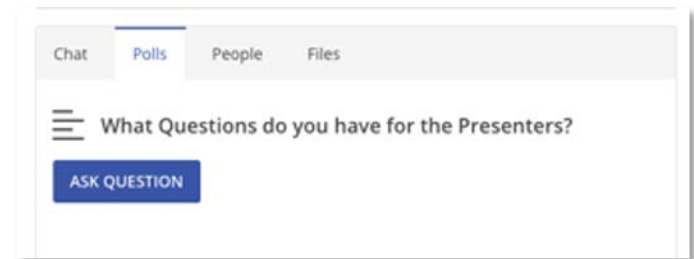 Chat Polls People Files
What Questions do you have for the Presenters?
ASK QUESTION